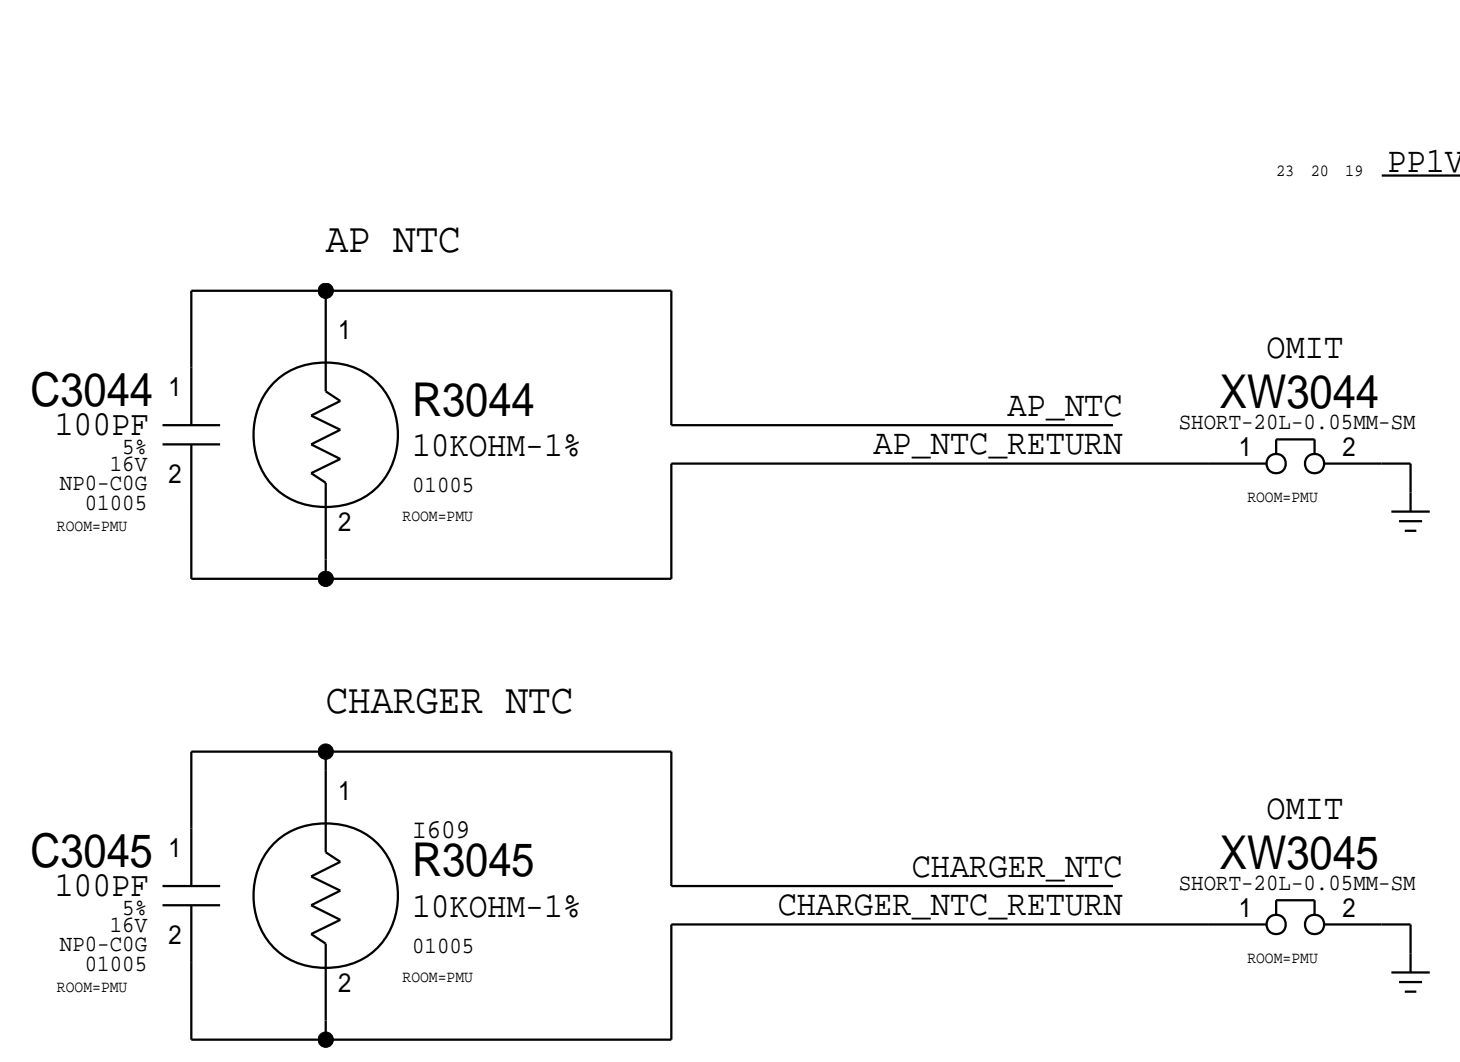 23 20 19 PP1V
AP NTC
OMIT
C3044 1
1
R3044
XW3044
100PF
10KOHM-1%
AP_NTC
SHORT-20L-0.05MM-SM
5%
16V
2
NP0-C0G
01005
01005
ROOM=PMU
ROOM=PMU
2
AP_NTC_RETURN
1 2
ROOM=PMU
CHARGER NTC
OMIT
C3045 1
1
I609
R3045
XW3045
100PF
10KOHM-1%
CHARGER_NTC
SHORT-20L-0.05MM-SM
5%
16V
2
NP0-C0G
01005
01005
ROOM=PMU
ROOM=PMU
2
CHARGER_NTC_RETURN
1 2
ROOM=PMU